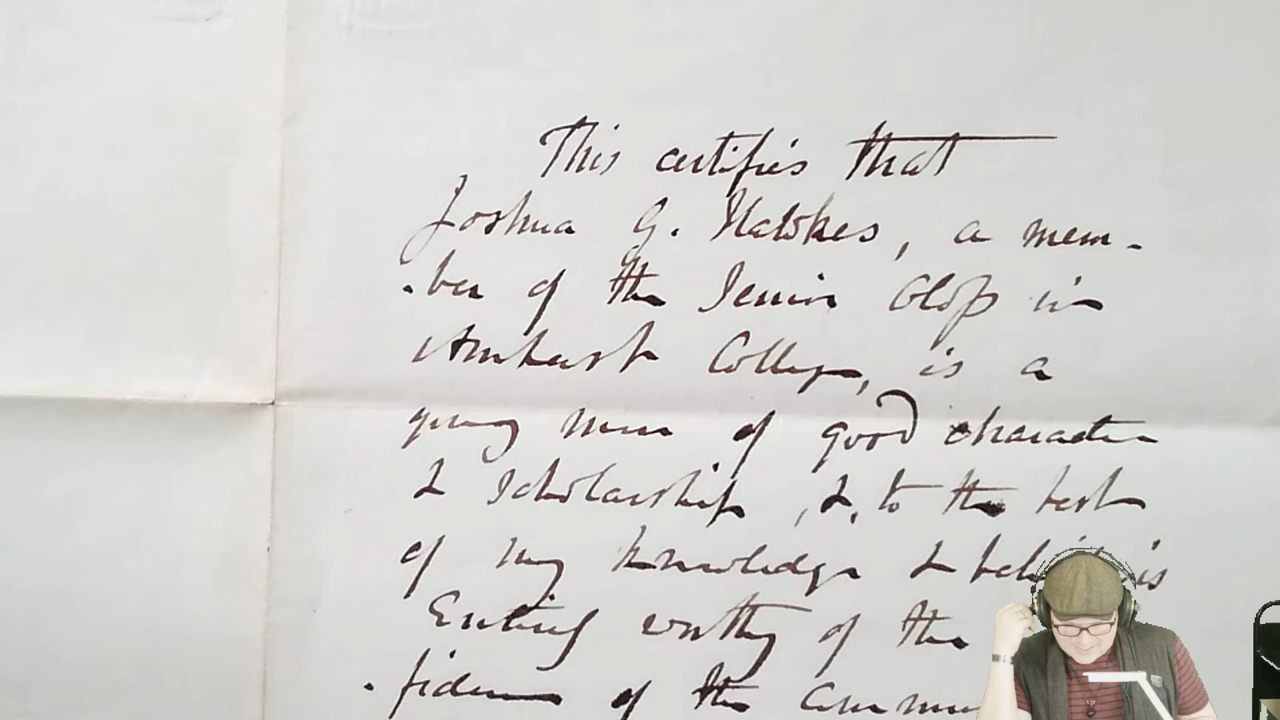 This certifies that
Joshua G. Hawkes, a mem-
-ber of the Senior Class in
Amherst College, is a
young man of good character
& scholarship, &, to the best
of my knowledge & belief is
Entirely worthy of the
-fidence of the